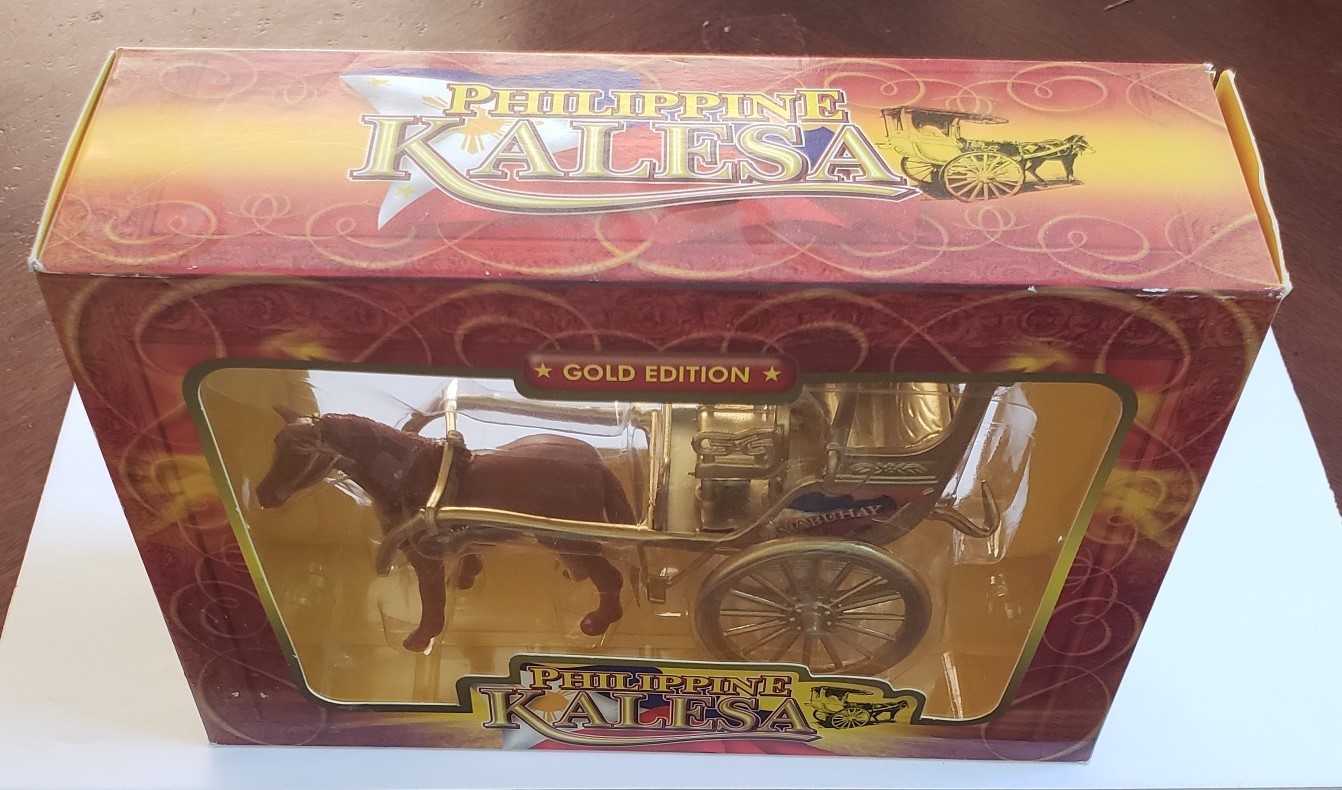 PHILIPPINE
KALESA
★ GOLD EDITION ★
MABUHAY
PHILIPPINE
KALESA